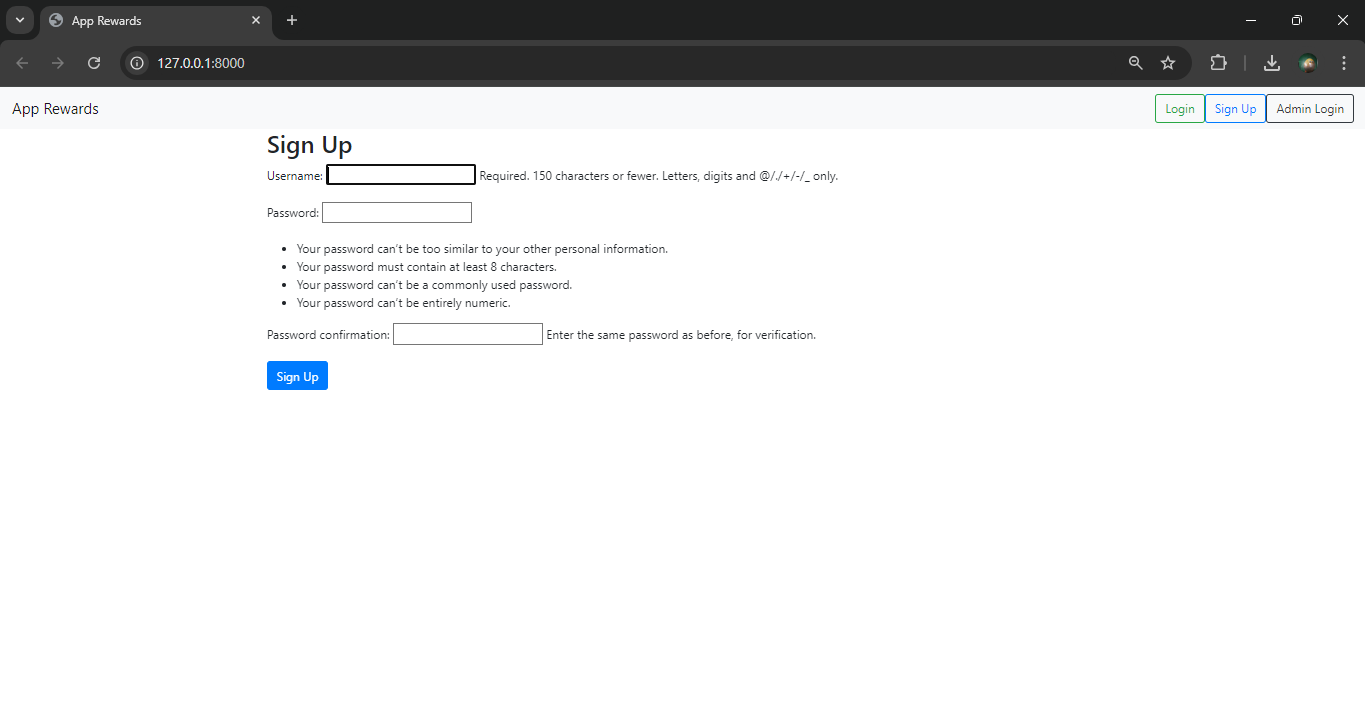 App Rewards
127.0.0.1:8000
App Rewards
Login Sign Up Admin Login
Sign Up
Username: Required. 150 characters or fewer. Letters, digits and @/./+/-/_ only.
Password:
• Your password can’t be too similar to your other personal information.
• Your password must contain at least 8 characters.
• Your password can’t be a commonly used password.
• Your password can’t be entirely numeric.
Password confirmation: Enter the same password as before, for verification.
Sign Up